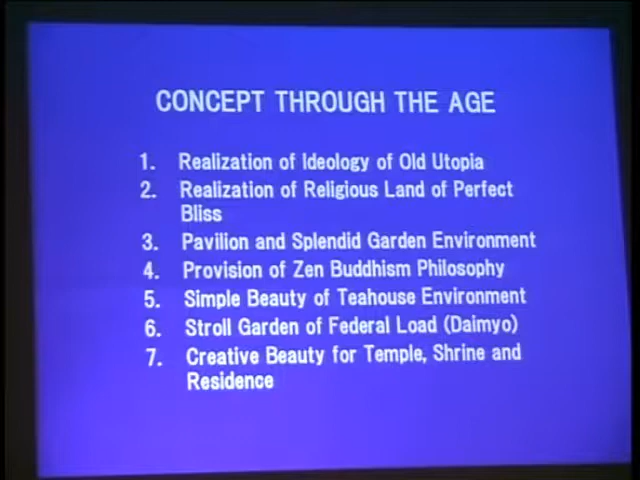 CONCEPT THROUGH THE AGE
1. Realization of Ideology of Old Utopia
2. Realization of Religious Land of Perfect
Bliss
3. Pavilion and Splendid Garden Environment
4. Provision of Zen Buddhism Philosophy
5. Simple Beauty of Teahouse Environment
6. Stroll Garden of Federal Load (Daimyo)
7. Creative Beauty for Temple, Shrine and
Residence